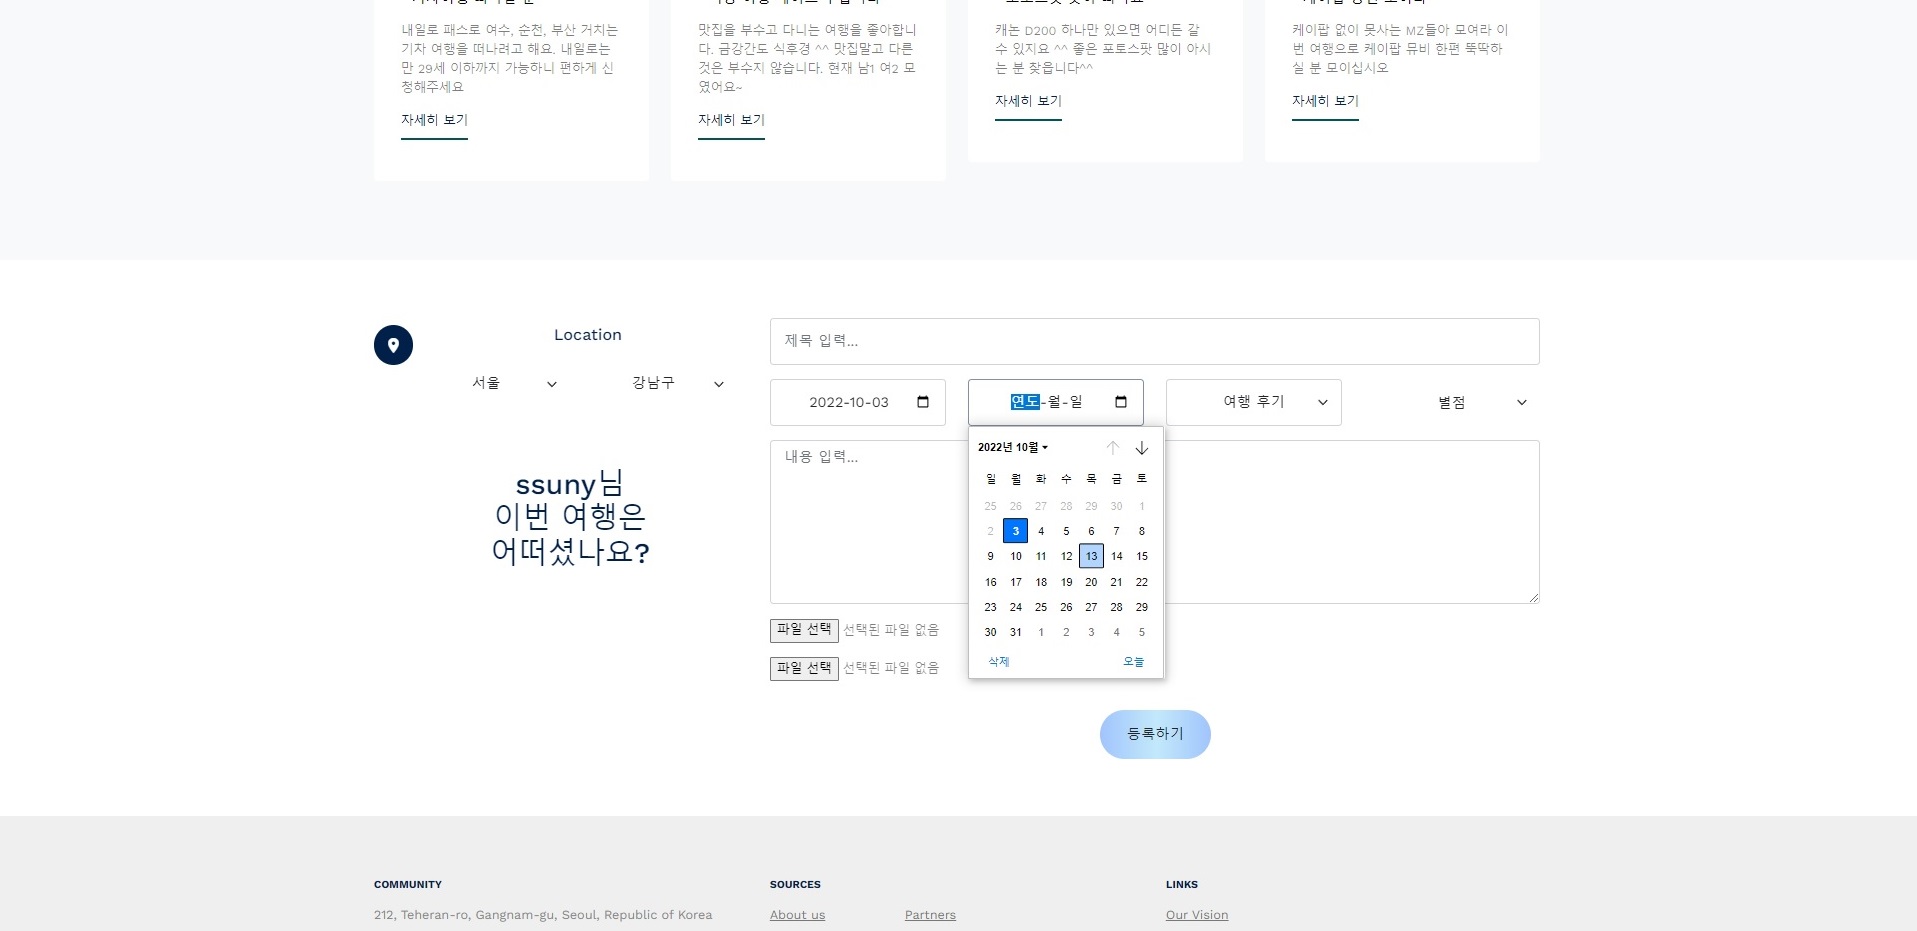 내일로 패스로 여수, 순천, 부산 거치는
기자 여행을 떠나려고 해요. 내일로는
만 29세 이하까지 가능하니 편하게 신
청해주세요
자세히 보기
맛집을 부수고 다니는 여행을 좋아합니
다. 금강간도 식후경 ^^ 맛집말고 다른
것은 부수지 않습니다. 현재 남1 여2 모
였어요~
자세히 보기
캐논 D200 하나만 있으면 어디든 갈
수 있지요 ^^ 좋은 포로스팟 많이 아시
는 분 찾읍니다^^
자세히 보기
케이팝 없이 못사는 MZ들아 모여라 이
번 여행으로 케이팝 뮤비 한편 뚝딱하
실 분 모이십시오
자세히 보기
Location
서울
강남구
ssuny님
이번 여행은
어떠셨나요?
제목 입력...
2022-10-03
연도-월-일
여행 후기
별점
내용 입력...
2022년 10월
일 월 화 수 목 금 토
25 26 27 28 29 30 1
2 3 4 5 6 7 8
9 10 11 12 13 14 15
16 17 18 19 20 21 22
23 24 25 26 27 28 29
30 31 1 2 3 4 5
삭제 오늘
파일 선택 선택된 파일 없음
파일 선택 선택된 파일 없음
등록하기
COMMUNITY
212, Teheran-ro, Gangnam-gu, Seoul, Republic of Korea
SOURCES
About us Partners
LINKS
Our Vision